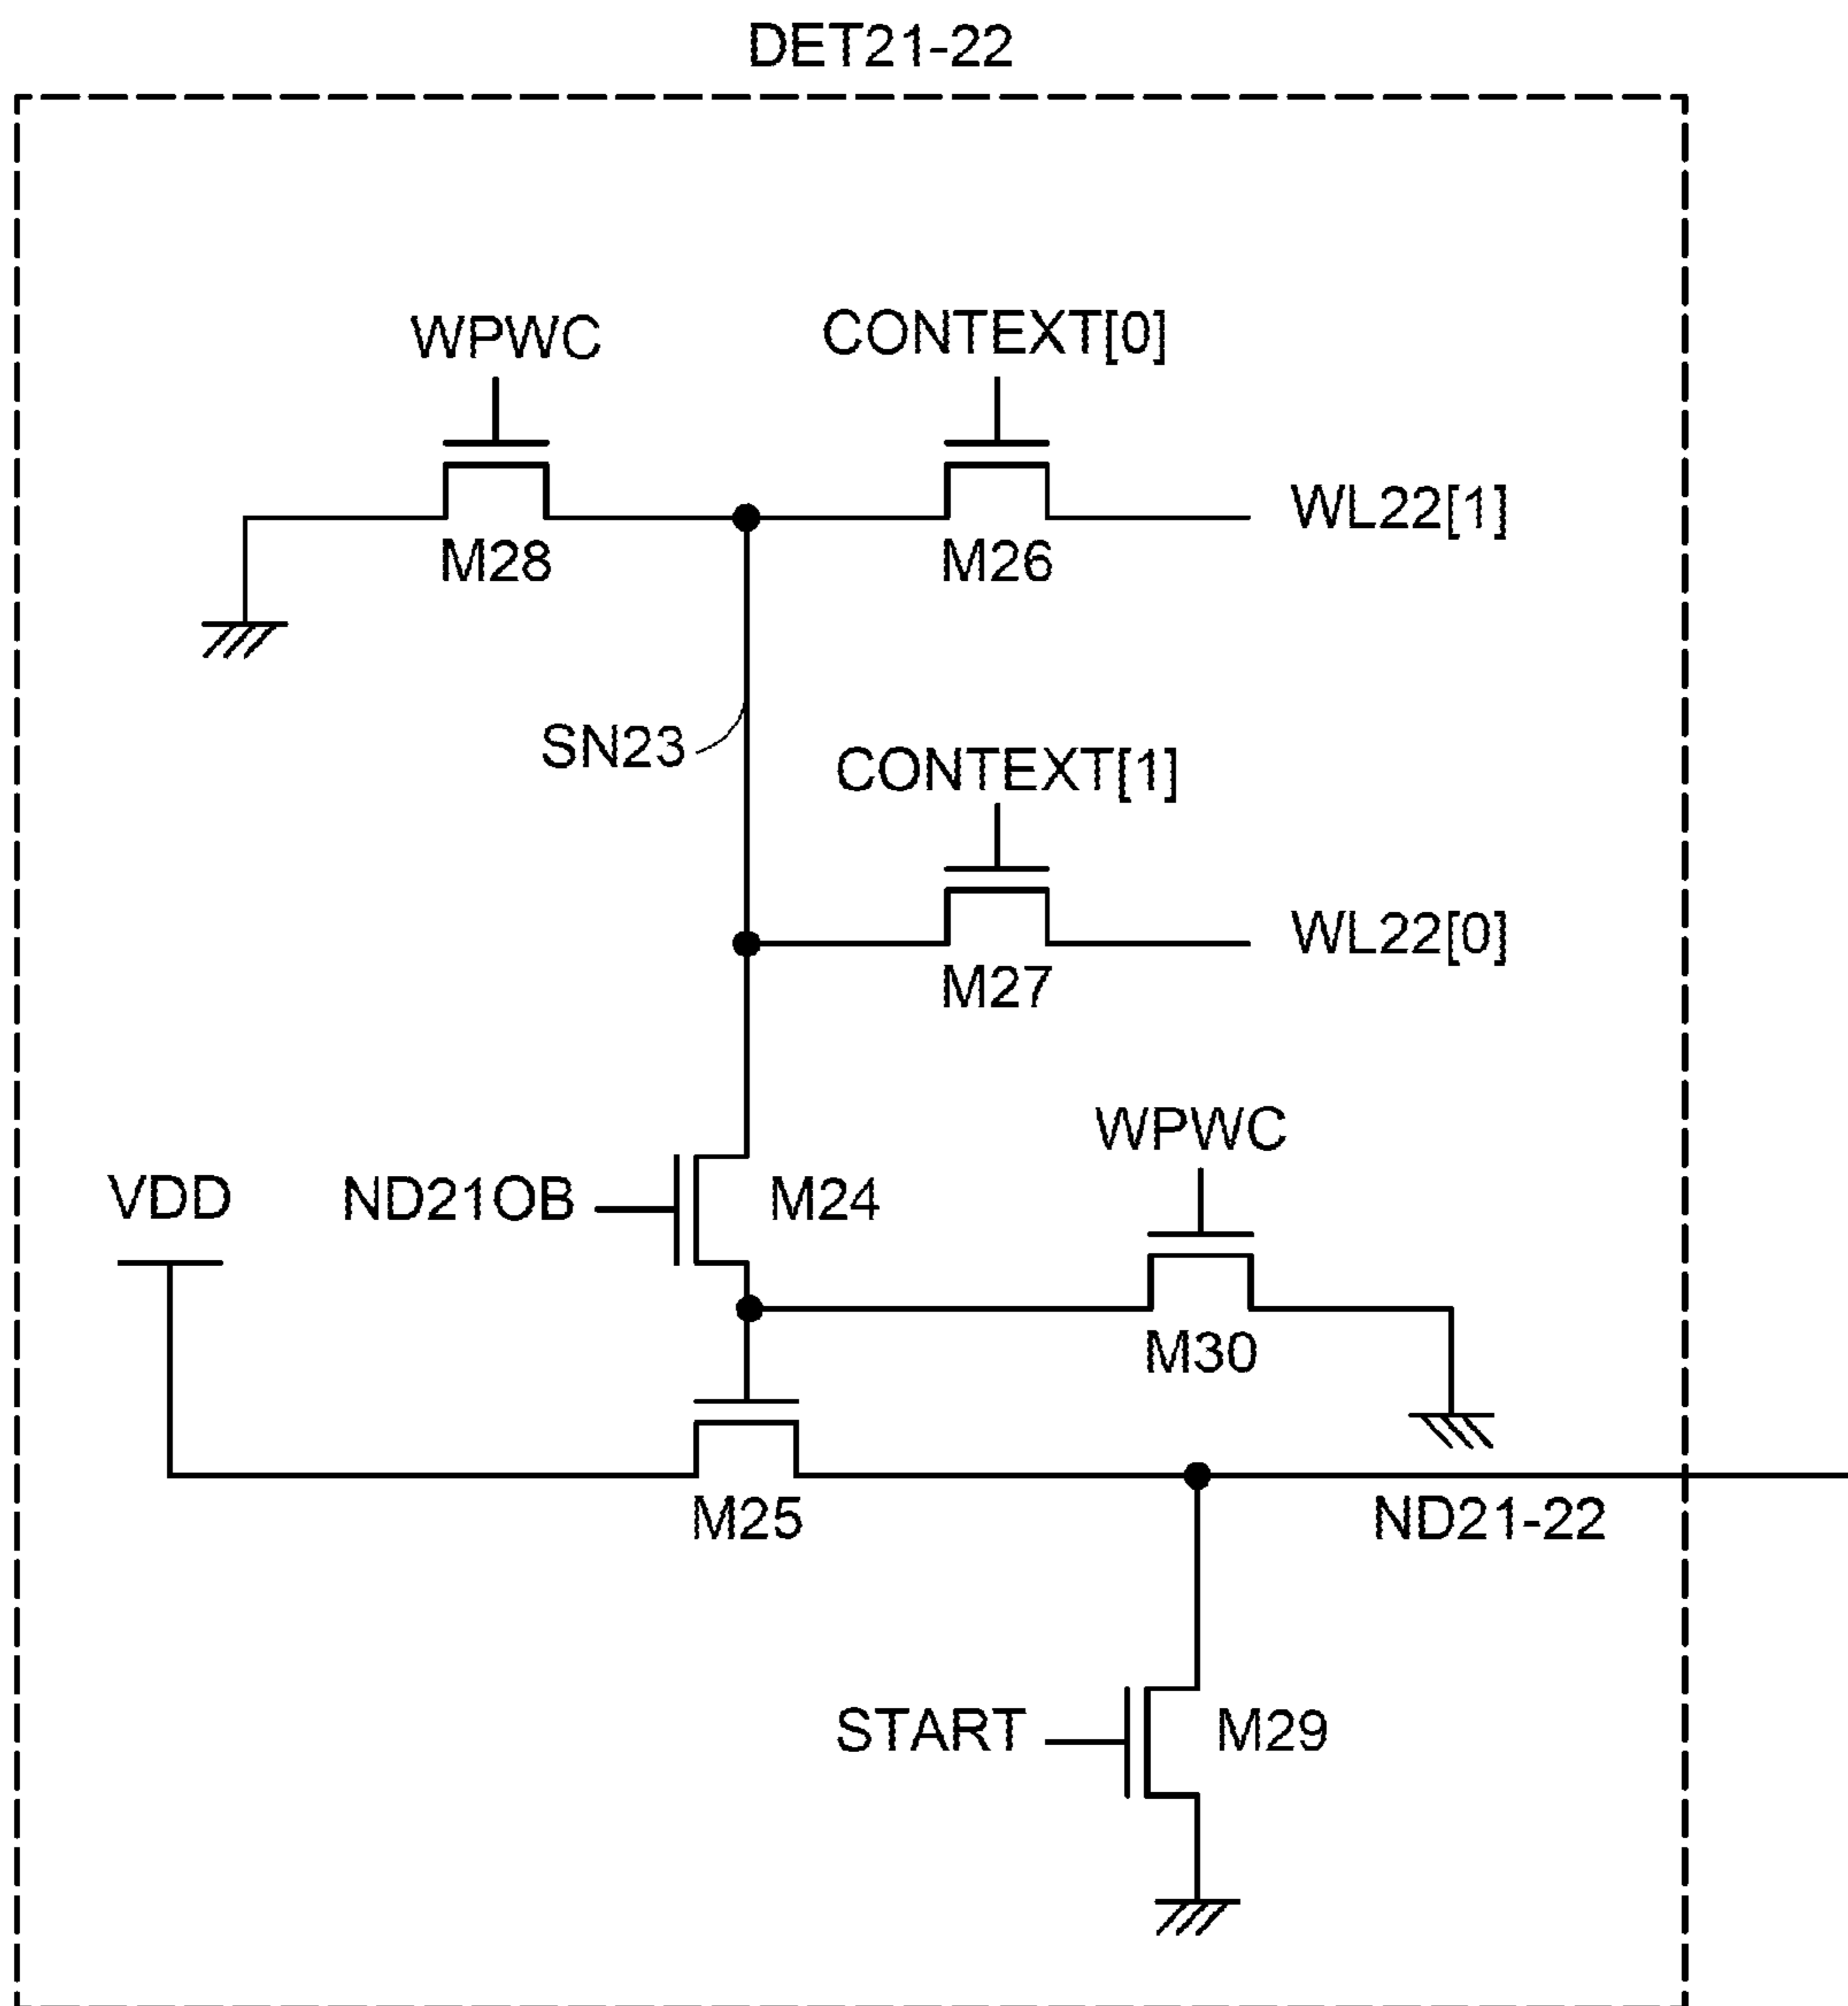 DET21-22
WPWC
CONTEXT[0]
WL22[1]
M28
M26
SN23
CONTEXT[1]
WL22[0]
M27
WPWC
VDD
ND21OB
M24
M30
M25
ND21-22
START
M29